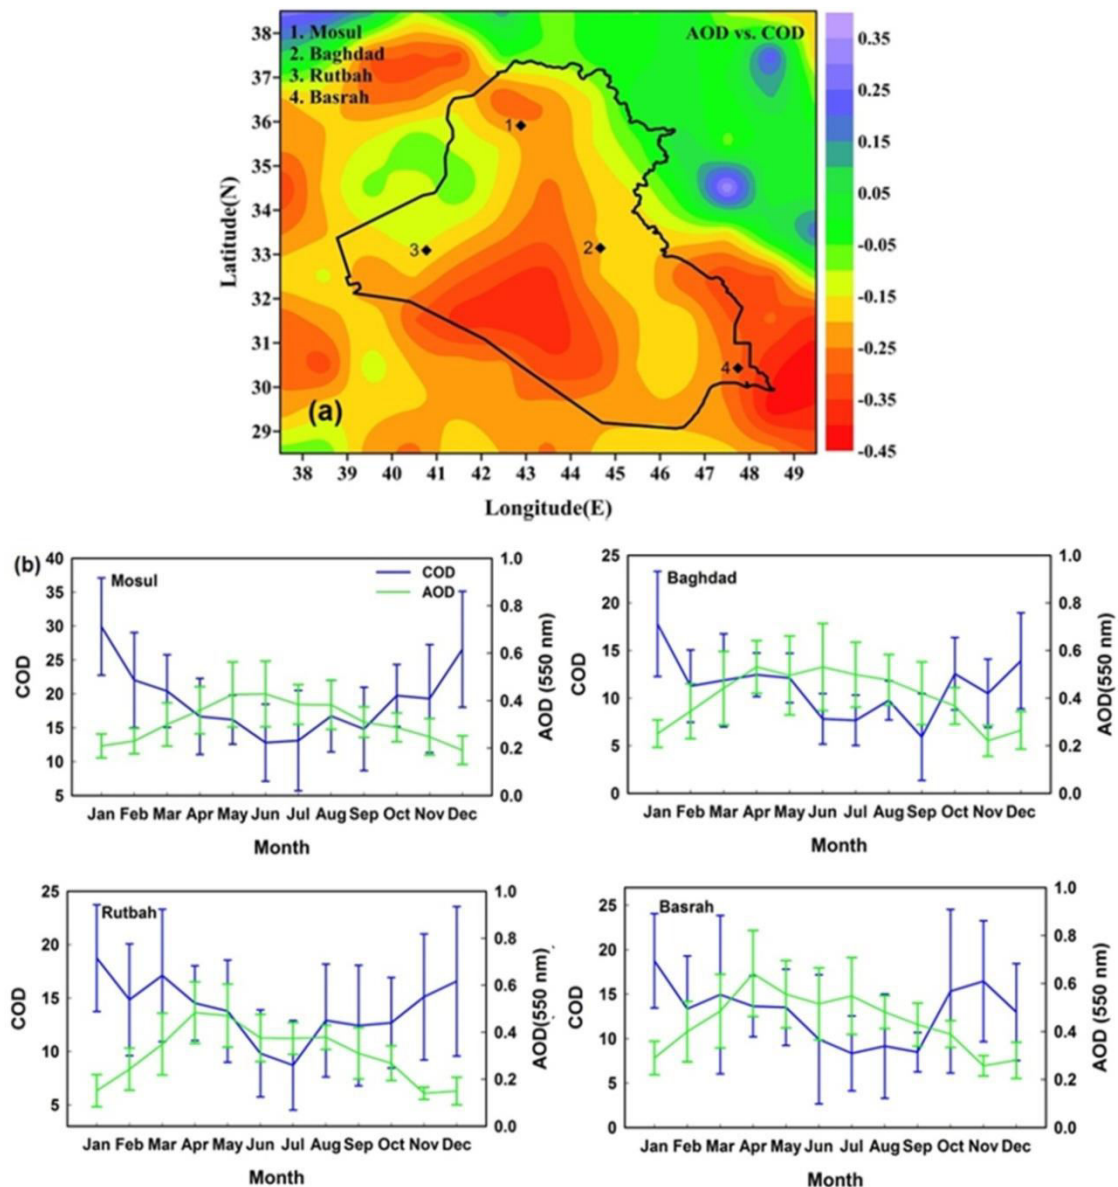 1. Mosul
2. Baghdad
3. Rutbah
4. Basrah
AOD vs. COD
38
37
36
35
34
33
32
31
30
29
Latitude(N)
1
2
3
4
(a)
38 39 40 41 42 43 44 45 46 47 48 49
Longitude(E)
0.35
0.25
0.15
0.05
-0.05
-0.15
-0.25
-0.35
-0.45
(b)
Mosul
COD
AOD
40
35
30
25
20
15
10
5
COD
1.0
0.8
0.6
0.4
0.2
0.0
AOD (550 nm)
Jan Feb Mar Apr May Jun Jul Aug Sep Oct Nov Dec
Month
Baghdad
25
20
15
10
5
0
COD
1.0
0.8
0.6
0.4
0.2
0.0
AOD (550 nm)
Jan Feb Mar Apr May Jun Jul Aug Sep Oct Nov Dec
Month
Rutbah
25
20
15
10
5
COD
1.0
0.8
0.6
0.4
0.2
0.0
AOD(550 nm)
Jan Feb Mar Apr May Jun Jul Aug Sep Oct Nov Dec
Month
Basrah
25
20
15
10
5
0
COD
1.0
0.8
0.6
0.4
0.2
0.0
AOD (550 nm)
Jan Feb Mar Apr May Jun Jul Aug Sep Oct Nov Dec
Month